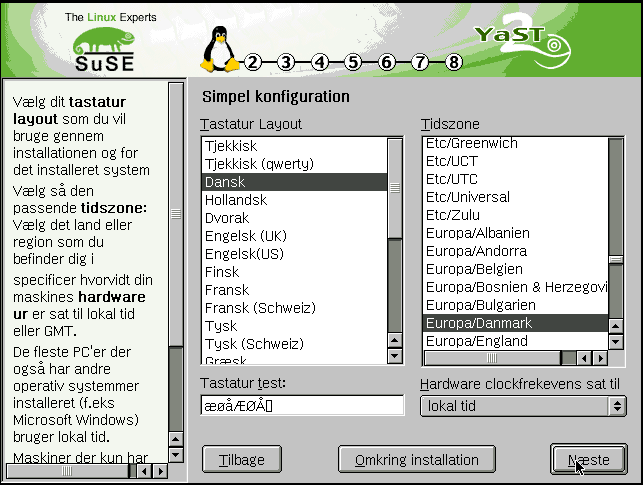 The Linux Experts
SuSE
YaST
2
2 3 4 5 6 7 8
Vælg dit tastatur
layout som du vil
bruge gennem
installationen og for
det installeret system
Vælg så den
passende tidszone:
Vælg det land eller
region som du
befinder dig i
specificer hvorvidt din
maskines hardware
ur er sat til lokal tid
eller GMT.
De fleste PC'er der
også har andre
operativ systemmer
installeret (f.eks
Microsoft Windows)
bruger lokal tid.
Maskiner der kun har
Simpel konfiguration
Tastatur Layout
Tjekkisk
Tjekkisk (qwerty)
Dansk
Hollandsk
Dvorak
Engelsk (UK)
Engelsk(US)
Finsk
Fransk
Fransk (Schweiz)
Tysk
Tysk (Schweiz)
Græsk
Tidszone
Etc/Greenwich
Etc/UCT
Etc/UTC
Etc/Universal
Etc/Zulu
Europa/Albanien
Europa/Andorra
Europa/Belgien
Europa/Bosnien & Herzegovi
Europa/Bulgarien
Europa/Danmark
Europa/England
Tastatur test:
æøåÆØÅ[]
Hardware clockfrekevens sat til
lokal tid
Tilbage
Omkring installation
Næste